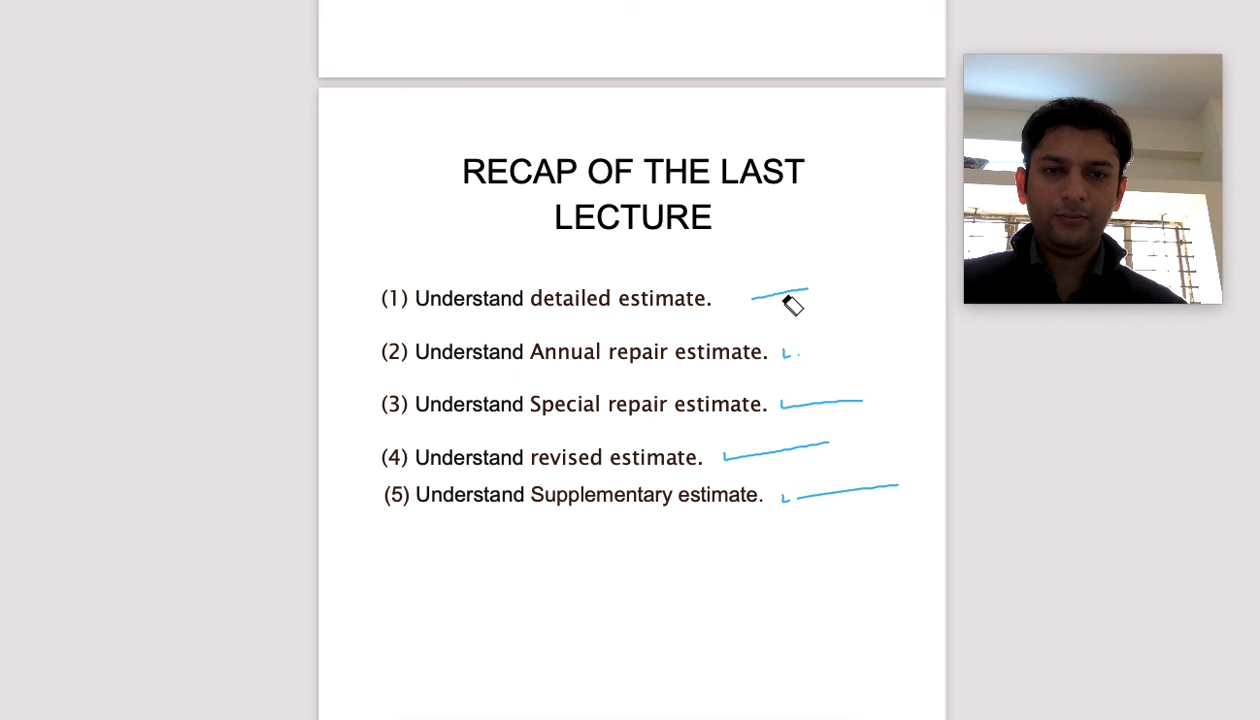 RECAP OF THE LAST
LECTURE
(1) Understand detailed estimate.
(2) Understand Annual repair estimate.
(3) Understand Special repair estimate.
(4) Understand revised estimate.
(5) Understand Supplementary estimate.